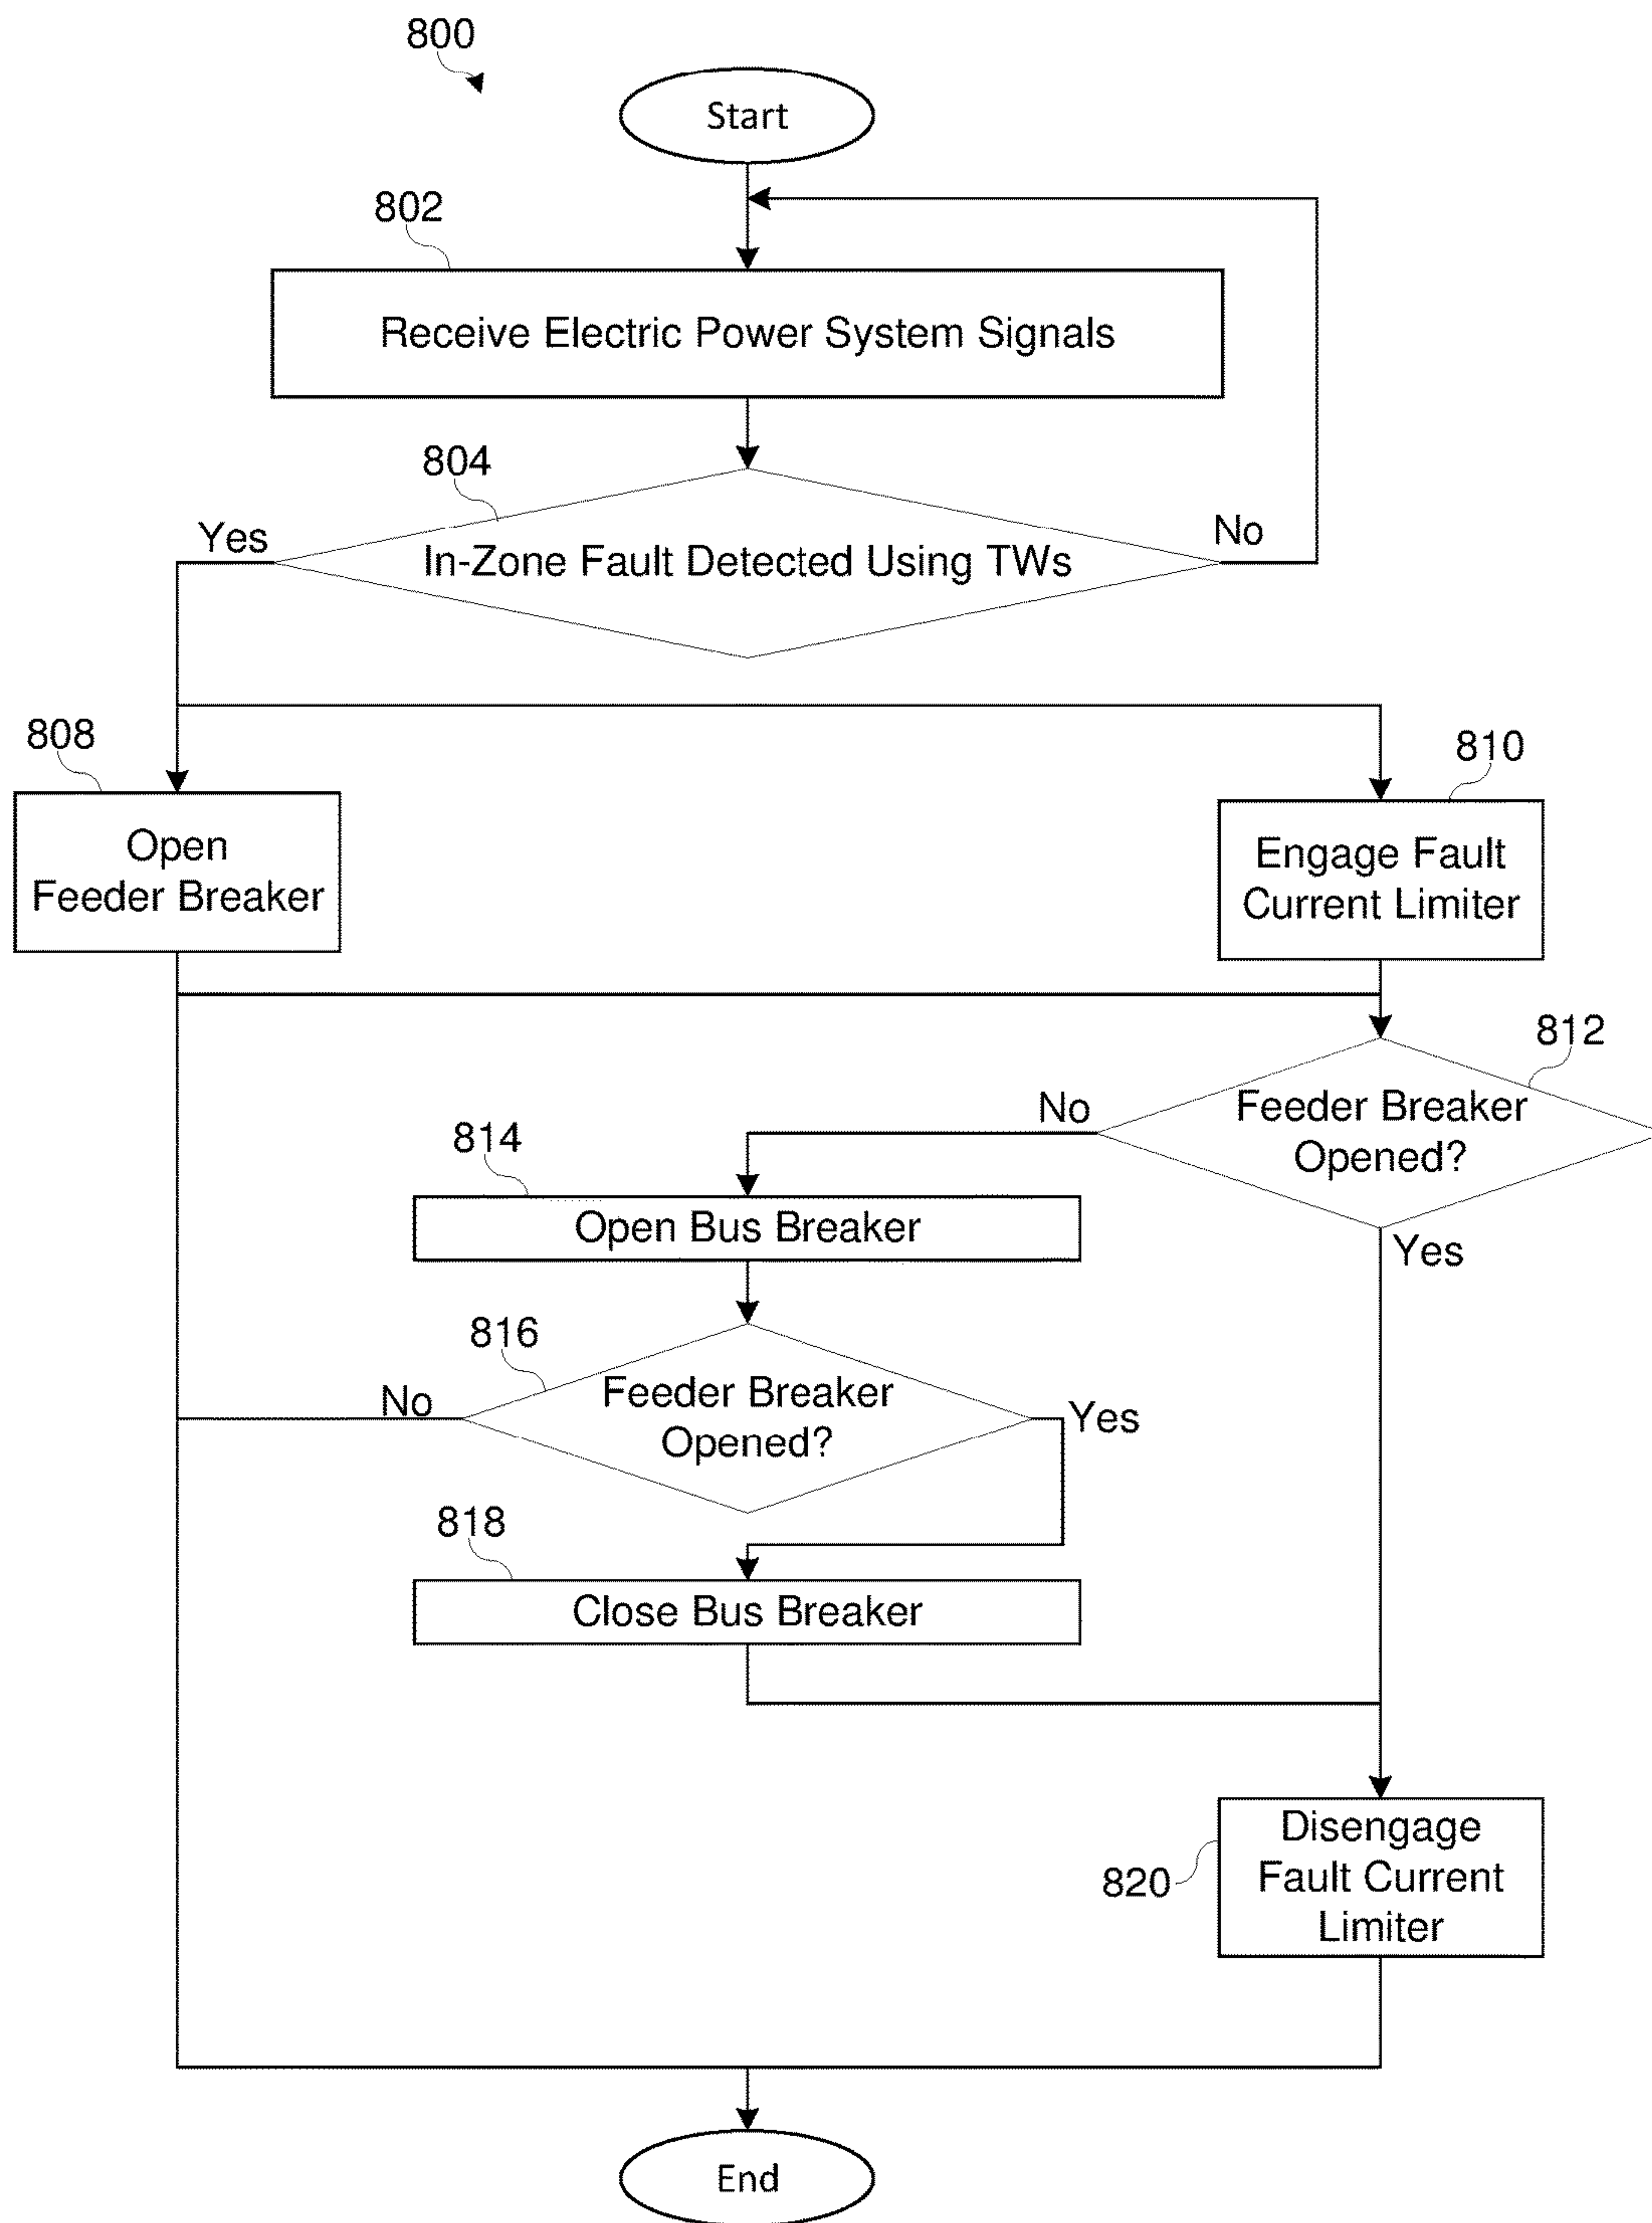 800
Start
802
Receive Electric Power System Signals
804
Yes
No
In-Zone Fault Detected Using TWs
808
810
Open
Feeder Breaker
Engage Fault
Current Limiter
812
Feeder Breaker
Opened?
No
Yes
814
Open Bus Breaker
816
Feeder Breaker
Opened?
No
Yes
818
Close Bus Breaker
820
Disengage
Fault Current
Limiter
End